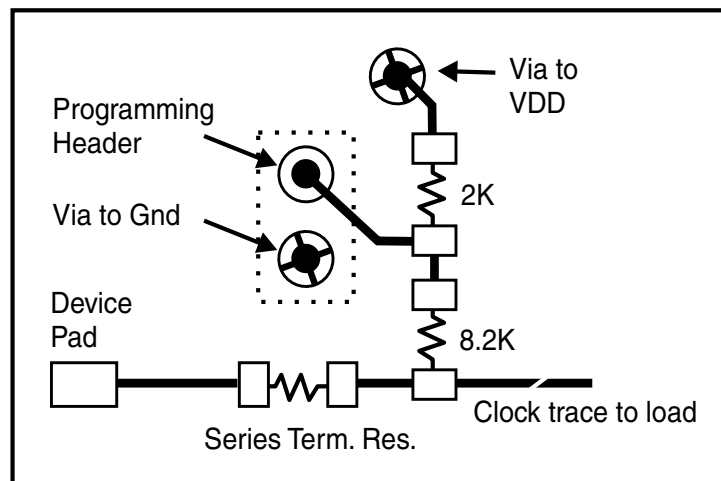 Via to
VDD
Programming
Header
2K
Via to Gnd
Device
Pad
8.2K
Clock trace to load
Series Term. Res.